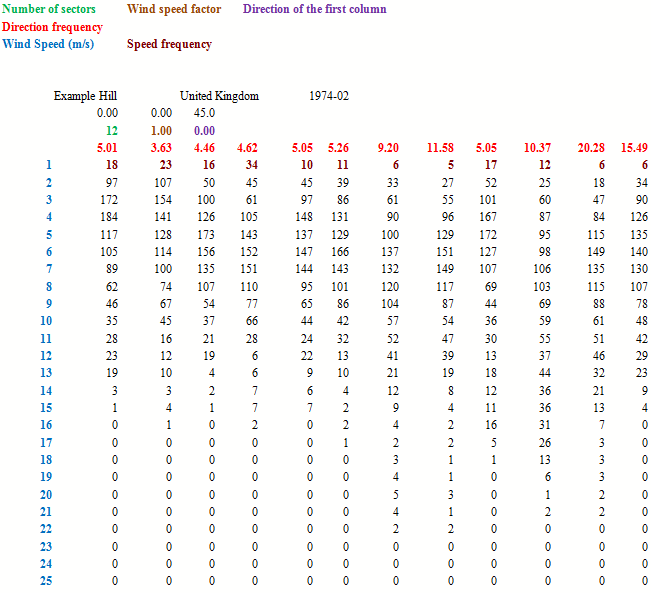 Number of sectors Wind speed factor Direction of the first column
Direction frequency
Wind Speed (m/s) Speed frequency
Example Hill United Kingdom 1974-02
0.00 0.00 45.0
12 1.00 0.00
5.01 3.63 4.46 4.62 5.05 5.26 9.20 11.58 5.05 10.37 20.28 15.49
1 18 23 16 34 10 11 6 5 17 12 6 6
2 97 107 50 45 45 39 33 27 52 25 18 34
3 172 154 100 61 97 86 61 55 101 60 47 90
4 184 141 126 105 148 131 90 96 167 87 84 126
5 117 128 173 143 137 129 100 129 172 95 115 135
6 105 114 156 152 147 166 137 151 127 98 149 140
7 89 100 135 151 144 143 132 149 107 106 135 130
8 62 74 107 110 95 101 120 117 69 103 115 107
9 46 67 54 77 65 86 104 87 44 69 88 78
10 35 45 37 66 44 42 57 54 36 59 61 48
11 28 16 21 28 24 32 52 47 30 55 51 42
12 23 12 19 6 22 13 41 39 13 37 46 29
13 19 10 4 6 9 10 21 19 18 44 32 23
14 3 3 2 7 6 4 12 8 12 36 21 9
15 1 4 1 7 7 2 9 4 11 36 13 4
16 0 1 0 2 0 2 4 2 16 31 7 0
17 0 0 0 0 0 1 2 2 5 26 3 0
18 0 0 0 0 0 0 3 1 1 13 3 0
19 0 0 0 0 0 0 4 1 0 6 3 0
20 0 0 0 0 0 0 5 3 0 1 2 0
21 0 0 0 0 0 0 4 1 0 2 2 0
22 0 0 0 0 0 0 2 2 0 0 0 0
23 0 0 0 0 0 0 0 0 0 0 0 0
24 0 0 0 0 0 0 0 0 0 0 0 0
25 0 0 0 0 0 0 0 0 0 0 0 0